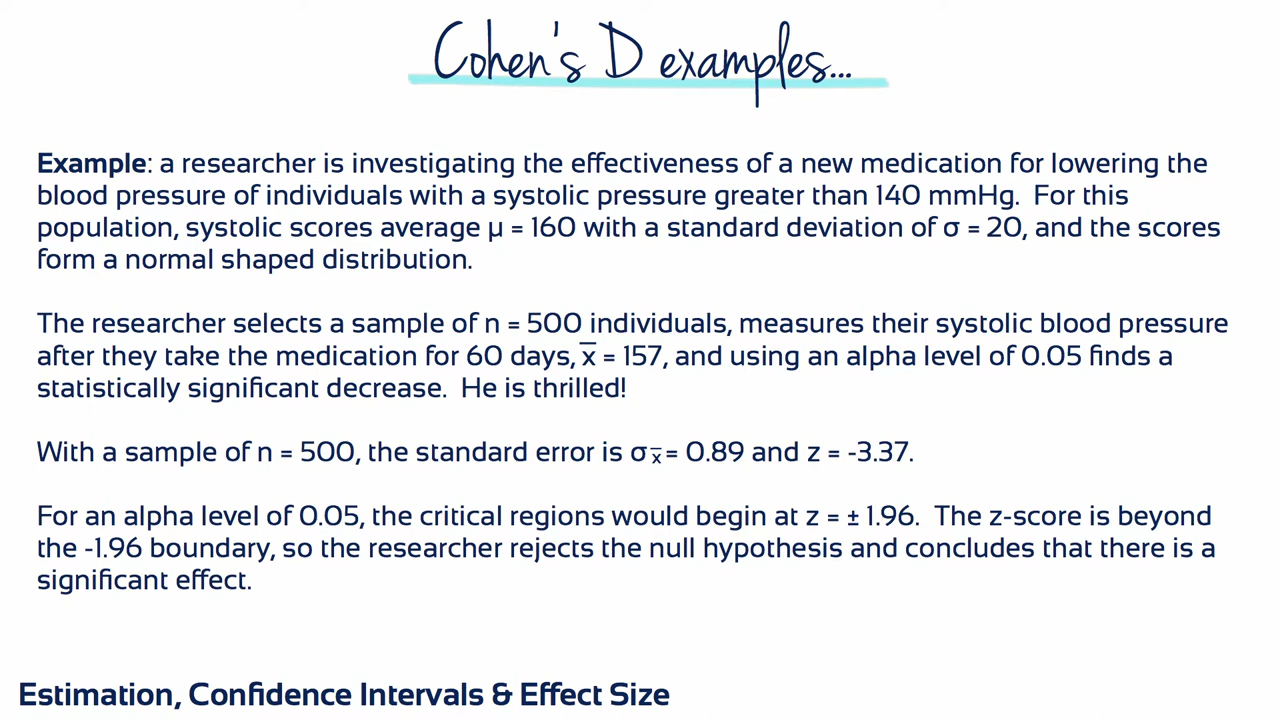 Cohen's D examples...
Example: a researcher is investigating the effectiveness of a new medication for lowering the
blood pressure of individuals with a systolic pressure greater than 140 mmHg.  For this
population, systolic scores average μ = 160 with a standard deviation of σ = 20, and the scores
form a normal shaped distribution.
The researcher selects a sample of n = 500 individuals, measures their systolic blood pressure
after they take the medication for 60 days, x̅ = 157, and using an alpha level of 0.05 finds a
statistically significant decrease.  He is thrilled!
With a sample of n = 500, the standard error is σx̅ = 0.89 and z = -3.37.
For an alpha level of 0.05, the critical regions would begin at z = ± 1.96.  The z-score is beyond
the -1.96 boundary, so the researcher rejects the null hypothesis and concludes that there is a
significant effect.
Estimation, Confidence Intervals & Effect Size